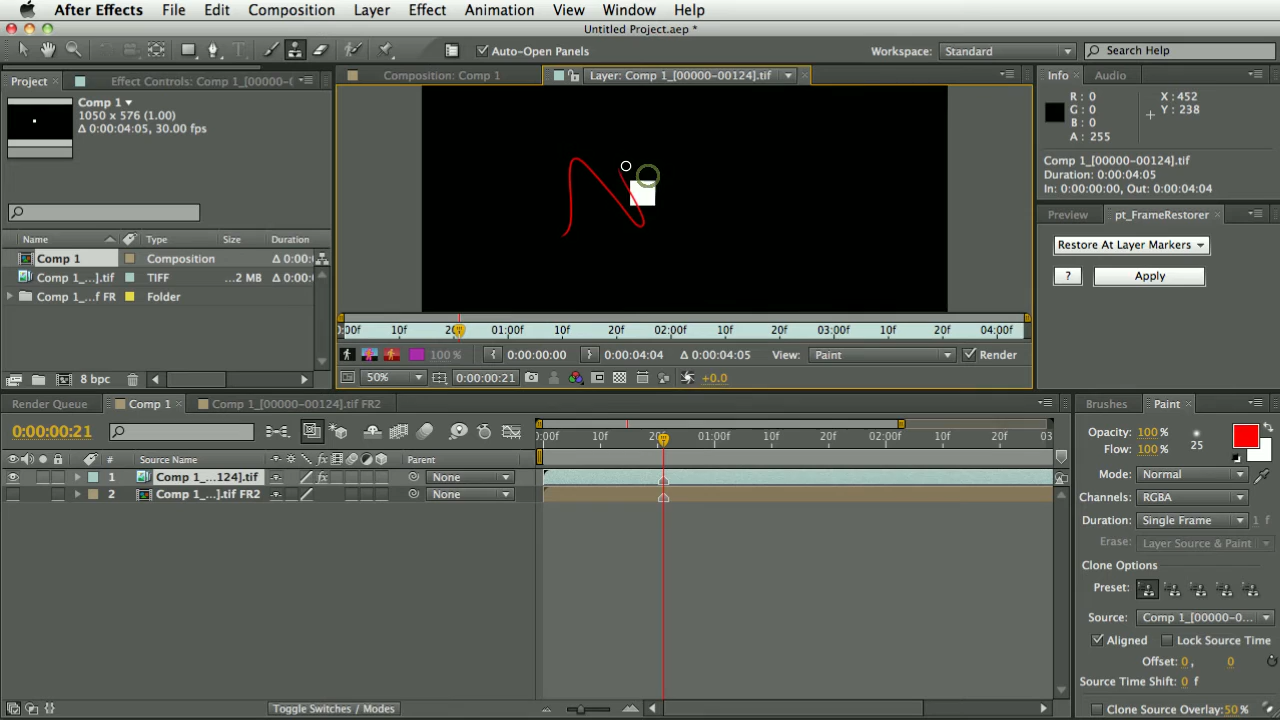 After Effects File Edit Composition Layer Effect Animation View Window Help
Untitled Project.aep *
Auto-Open Panels
Workspace: Standard
Search Help
Project
Effect Controls: Comp 1_[00000-0
Composition: Comp 1
Layer: Comp 1_[00000-00124].tif
Info
Audio
Comp 1
1050 x 576 (1.00)
Δ 0:00:04:05, 30.00 fps
R: 0
G: 0
B: 0
A: 255
X: 452
Y: 238
Comp 1_[00000-00124].tif
Duration: 0:00:04:05
In: 0:00:00:00, Out: 0:00:04:04
Preview
pt_FrameRestorer
Restore At Layer Markers
?
Apply
Name Type Size Duration
Comp 1 Composition Δ 0:00:
Comp 1_...].tif TIFF ...2 MB Δ 0:00:
Comp 1_...f FR Folder
8 bpc
:00f 10f 20f 01:00f 10f 20f 02:00f 10f 20f 03:00f 10f 20f 04:00f
100 % 0:00:00:00 0:00:04:04 Δ 0:00:04:05 View: Paint Render
50% 0:00:00:21 +0.0
Render Queue
Comp 1
Comp 1_[00000-00124].tif FR2
0:00:00:21
# Source Name Parent
1 Comp 1_...124].tif None
2 Comp 1_...].tif FR2 None
:00f 10f 20f 01:00f 10f 20f 02:00f 10f 20f 03
Toggle Switches / Modes
Brushes
Paint
Opacity: 100 %
Flow: 100 %
25
Mode: Normal
Channels: RGBA
Duration: Single Frame 1 f
Erase: Layer Source & Paint
Clone Options
Preset:
Source: Comp 1_[00000-0...
Aligned Lock Source Time
Offset: 0, 0
Source Time Shift: 0 f
Clone Source Overlay: 50 %